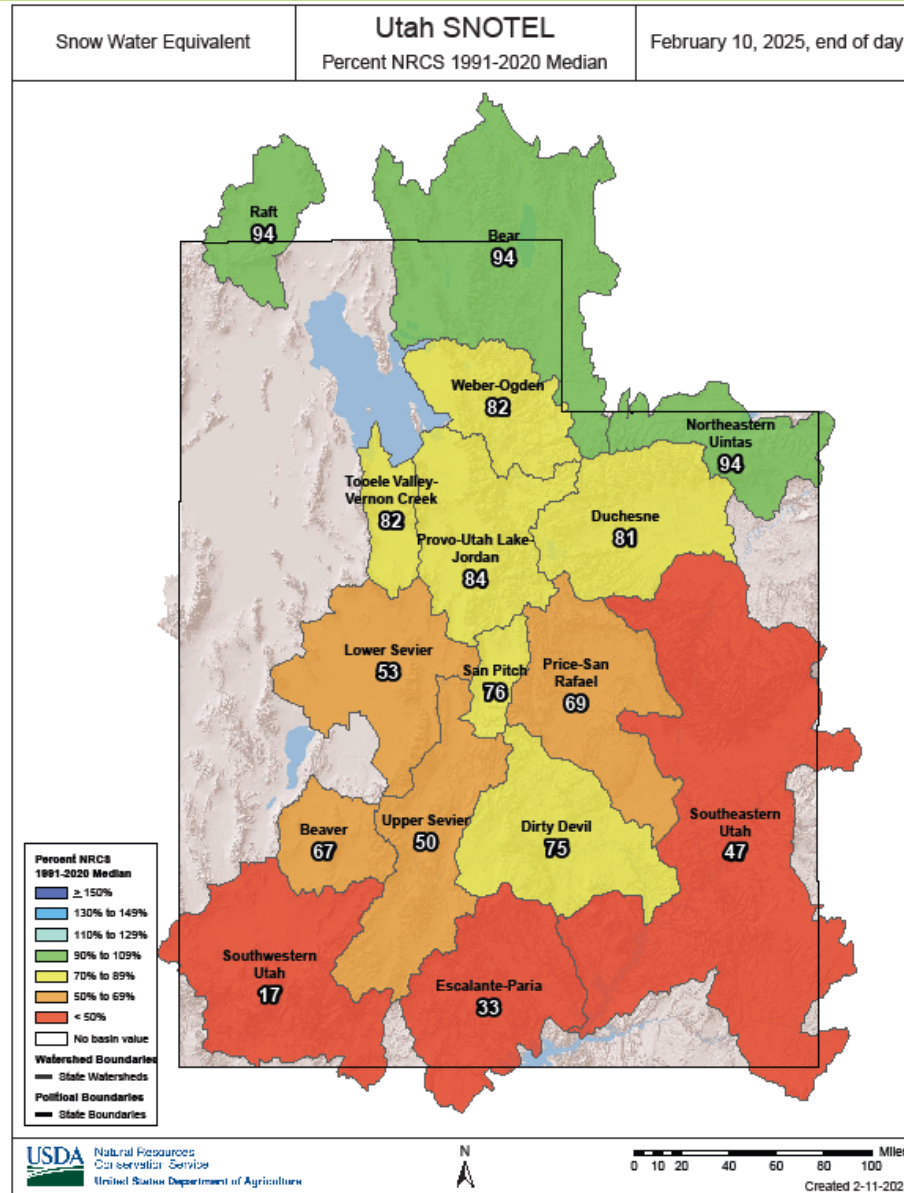 Snow Water Equivalent
Utah SNOTEL
Percent NRCS 1991-2020 Median
February 10, 2025, end of day
Raft
94
Bear
94
Weber-Ogden
82
Northeastern
Uintas
94
Tooele Valley-
Vernon Creek
82
Provo-Utah Lake-
Jordan
84
Duchesne
81
Lower Sevier
53
San Pitch
76
Price-San
Rafael
69
Beaver
67
Upper Sevier
50
Dirty Devil
75
Southeastern
Utah
47
Southwestern
Utah
17
Escalante-Paria
33
Percent NRCS
1991-2020 Median
≥ 150%
130% to 149%
110% to 129%
90% to 109%
70% to 89%
50% to 69%
< 50%
No basin value
Watershed Boundaries
State Watersheds
Political Boundaries
State Boundaries
USDA
Natural Resources
Conservation Service
United States Department of Agriculture
N
Miles
0 10 20 40 60 80 100
Created 2-11-202